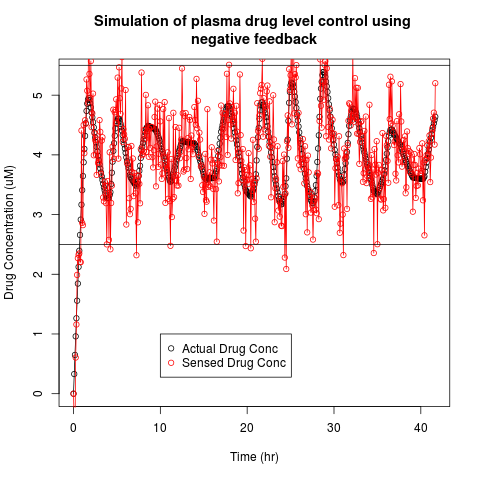 Simulation of plasma drug level control using
negative feedback
Drug Concentration (uM)
5
4
3
2
1
0
Actual Drug Conc
Sensed Drug Conc
0 10 20 30 40
Time (hr)